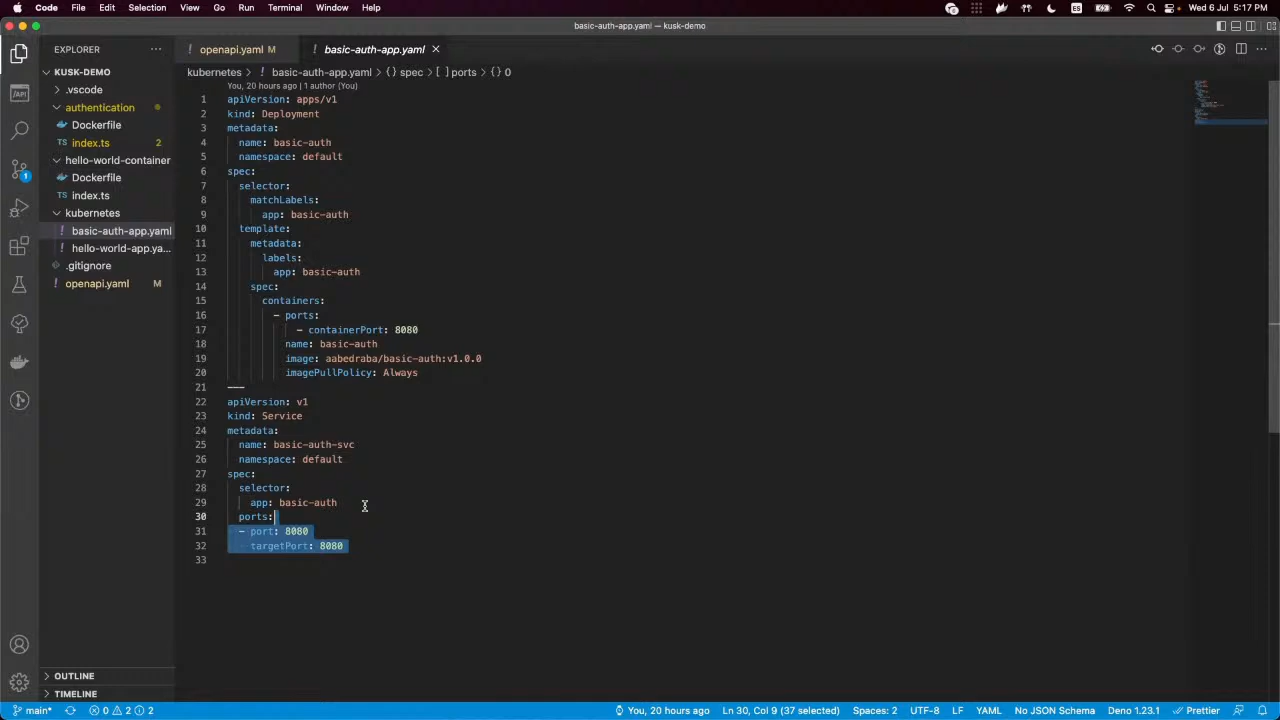 Code File Edit Selection View Go Run Terminal Window Help
ES Wed 6 Jul 5:17 PM
basic-auth-app.yaml — kusk-demo
EXPLORER
openapi.yaml M
basic-auth-app.yaml
kubernetes > basic-auth-app.yaml > {} spec > [ ] ports > {} 0
KUSK-DEMO
.vscode
authentication
Dockerfile
index.ts 2
hello-world-container
Dockerfile
index.ts
kubernetes
basic-auth-app.yaml
hello-world-app.ya...
.gitignore
openapi.yaml M
API
1
You, 20 hours ago | 1 author (You)
1 apiVersion: apps/v1
2 kind: Deployment
3 metadata:
4 name: basic-auth
5 namespace: default
6 spec:
7 selector:
8 matchLabels:
9 app: basic-auth
10 template:
11 metadata:
12 labels:
13 app: basic-auth
14 spec:
15 containers:
16 - ports:
17 - containerPort: 8080
18 name: basic-auth
19 image: aabedraba/basic-auth:v1.0.0
20 imagePullPolicy: Always
21 ---
22 apiVersion: v1
23 kind: Service
24 metadata:
25 name: basic-auth-svc
26 namespace: default
27 spec:
28 selector:
29 app: basic-auth
30 ports:
31 - port: 8080
32 targetPort: 8080
33
OUTLINE
TIMELINE
main* 0 2 2 You, 20 hours ago Ln 30, Col 9 (37 selected) Spaces: 2 UTF-8 LF YAML No JSON Schema Deno 1.23.1 Prettier